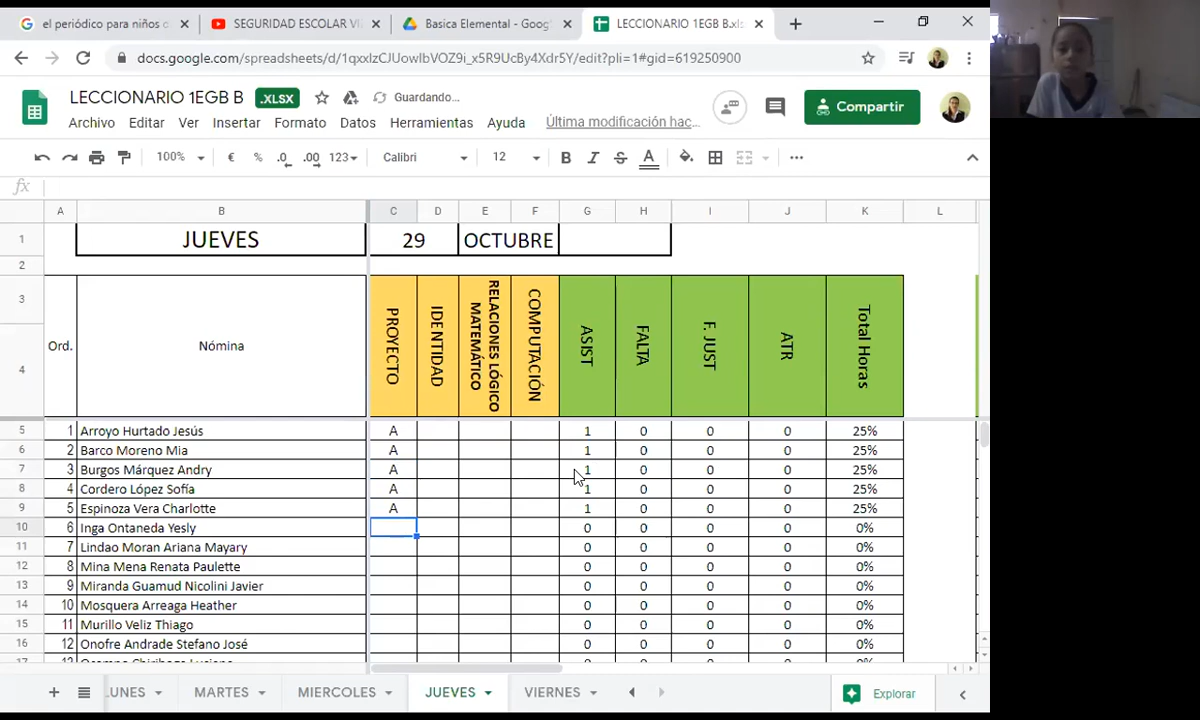 el periódico para niños d
SEGURIDAD ESCOLAR VI
Basica Elemental - Goog
LECCIONARIO 1EGB B.xls
docs.google.com/spreadsheets/d/1qxxlzCJUowIbVOZ9i_x5R9UcBy4Xdr5Y/edit?pli=1#gid=619250900
LECCIONARIO 1EGB B .XLSX Guardando...
Compartir
Archivo Editar Ver Insertar Formato Datos Herramientas Ayuda Última modificación hac...
100% € % .0 .00 123 Calibri 12 B I S A
fx
A B C D E F G H I J K L
1 JUEVES 29 OCTUBRE
2
3
4
Ord. Nómina PROYECTO IDENTIDAD RELACIONES LÓGICO MATEMÁTICO COMPUTACIÓN ASIST FALTA F. JUST ATR Total Horas
5 1 Arroyo Hurtado Jesús A 1 0 0 0 25%
6 2 Barco Moreno Mia A 1 0 0 0 25%
7 3 Burgos Márquez Andry A 1 0 0 0 25%
8 4 Cordero López Sofía A 1 0 0 0 25%
9 5 Espinoza Vera Charlotte A 1 0 0 0 25%
10 6 Inga Ontaneda Yesly 0 0 0 0 0%
11 7 Lindao Moran Ariana Mayary 0 0 0 0 0%
12 8 Mina Mena Renata Paulette 0 0 0 0 0%
13 9 Miranda Guamud Nicolini Javier 0 0 0 0 0%
14 10 Mosquera Arreaga Heather 0 0 0 0 0%
15 11 Murillo Veliz Thiago 0 0 0 0 0%
16 12 Onofre Andrade Stefano José 0 0 0 0 0%
17
LUNES MARTES MIERCOLES JUEVES VIERNES Explorar